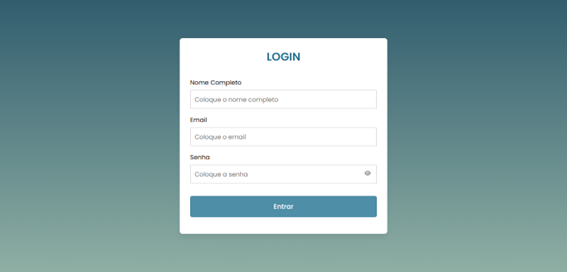 LOGIN
Nome Completo
Coloque o nome completo
Email
Coloque o email
Senha
Coloque a senha
Entrar